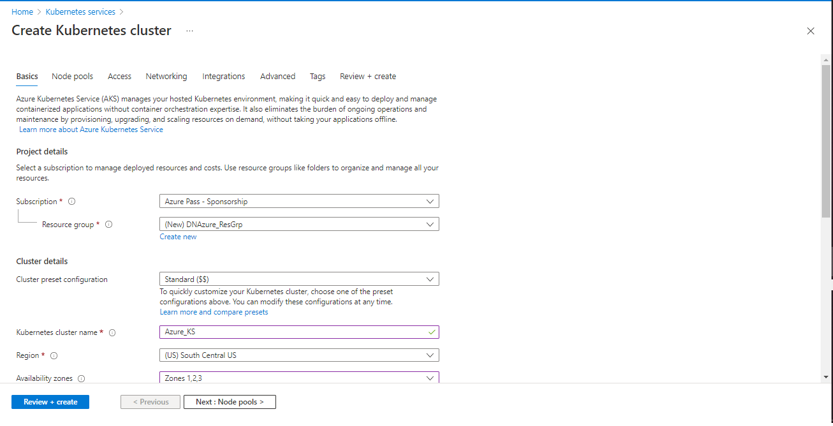 Home > Kubernetes services >
Create Kubernetes cluster ...
Basics Node pools Access Networking Integrations Advanced Tags Review + create
Azure Kubernetes Service (AKS) manages your hosted Kubernetes environment, making it quick and easy to deploy and manage
containerized applications without container orchestration expertise. It also eliminates the burden of ongoing operations and
maintenance by provisioning, upgrading, and scaling resources on demand, without taking your applications offline.
Learn more about Azure Kubernetes Service
Project details
Select a subscription to manage deployed resources and costs. Use resource groups like folders to organize and manage all your
resources.
Subscription * Azure Pass - Sponsorship
Resource group * (New) DNAzure_ResGrp
Create new
Cluster details
Cluster preset configuration Standard ($$)
To quickly customize your Kubernetes cluster, choose one of the preset
configurations above. You can modify these configurations at any time.
Learn more and compare presets
Kubernetes cluster name * Azure_KS
Region * (US) South Central US
Availability zones Zones 1,2,3
Review + create < Previous Next : Node pools >